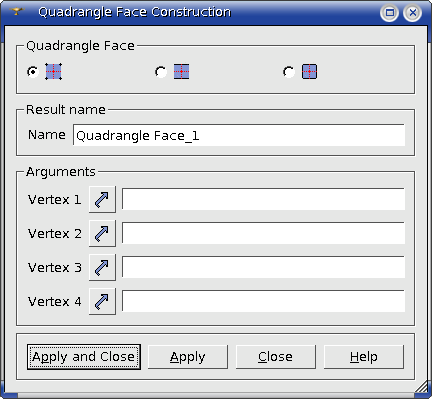 Quadrangle Face Construction
Quadrangle Face
Result name
Name Quadrangle Face_1
Arguments
Vertex 1
Vertex 2
Vertex 3
Vertex 4
Apply and Close Apply Close Help